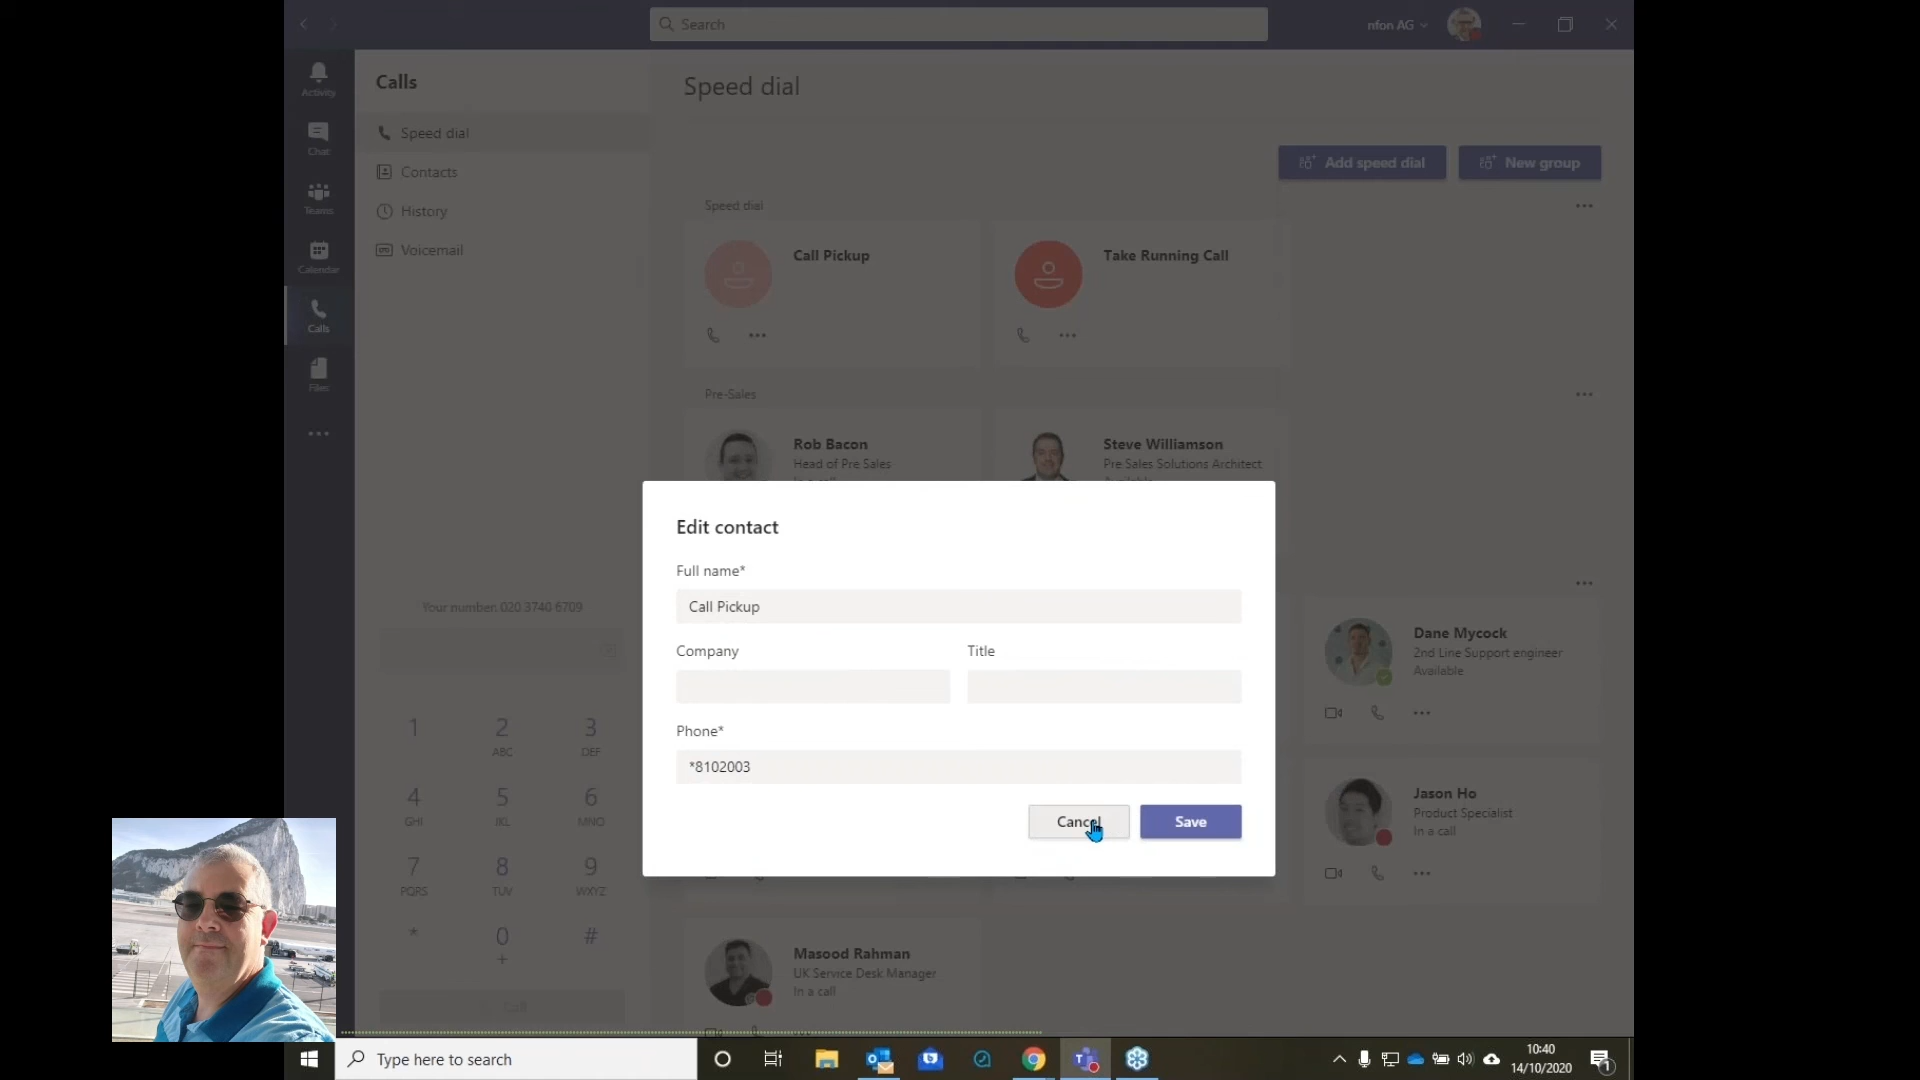 Search
nfon AG
Activity
Chat
Teams
Calendar
Calls
Files
Calls
Speed dial
Contacts
History
Voicemail
Your number: 020 3740 6709
1
2
ABC
3
DEF
4
GHI
5
JKL
6
MNO
7
PQRS
8
TUV
9
WXYZ
*
0
+
#
Call
Speed dial
Add speed dial
New group
Speed dial
Call Pickup
Take Running Call
Pre-Sales
Rob Bacon
Head of Pre Sales
In a call
Steve Williamson
Pre Sales Solutions Architect
Available
Edit contact
Full name*
Call Pickup
Company
Title
Phone*
*8102003
Cancel
Save
Dane Mycock
2nd Line Support engineer
Available
Jason Ho
Product Specialist
In a call
Masood Rahman
UK Service Desk Manager
In a call
Type here to search
10:40
14/10/2020
1